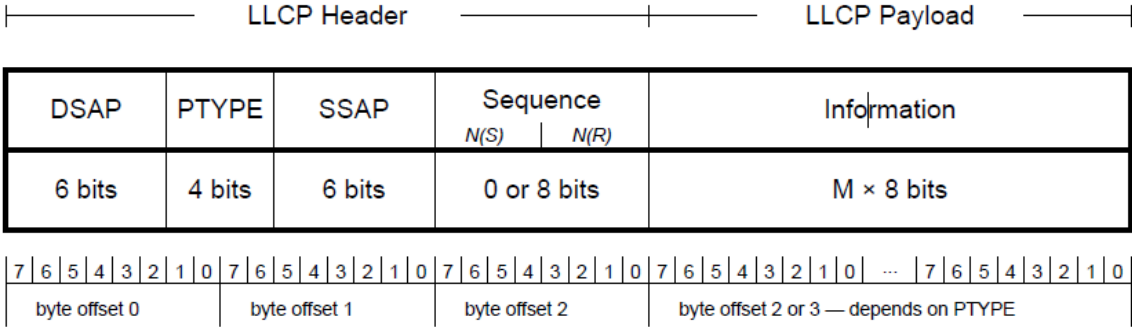 LLCP Header LLCP Payload
DSAP PTYPE SSAP Sequence Information
N(S) N(R)
6 bits 4 bits 6 bits 0 or 8 bits M × 8 bits
7 6 5 4 3 2 1 0 7 6 5 4 3 2 1 0 7 6 5 4 3 2 1 0 7 6 5 4 3 2 1 0 ... 7 6 5 4 3 2 1 0
byte offset 0 byte offset 1 byte offset 2 byte offset 2 or 3 — depends on PTYPE